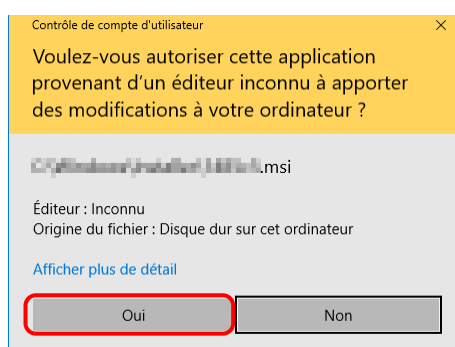 Contrôle de compte d'utilisateur
Voulez-vous autoriser cette application
provenant d’un éditeur inconnu à apporter
des modifications à votre ordinateur ?
.msi
Éditeur : Inconnu
Origine du fichier : Disque dur sur cet ordinateur
Afficher plus de détail
Oui
Non